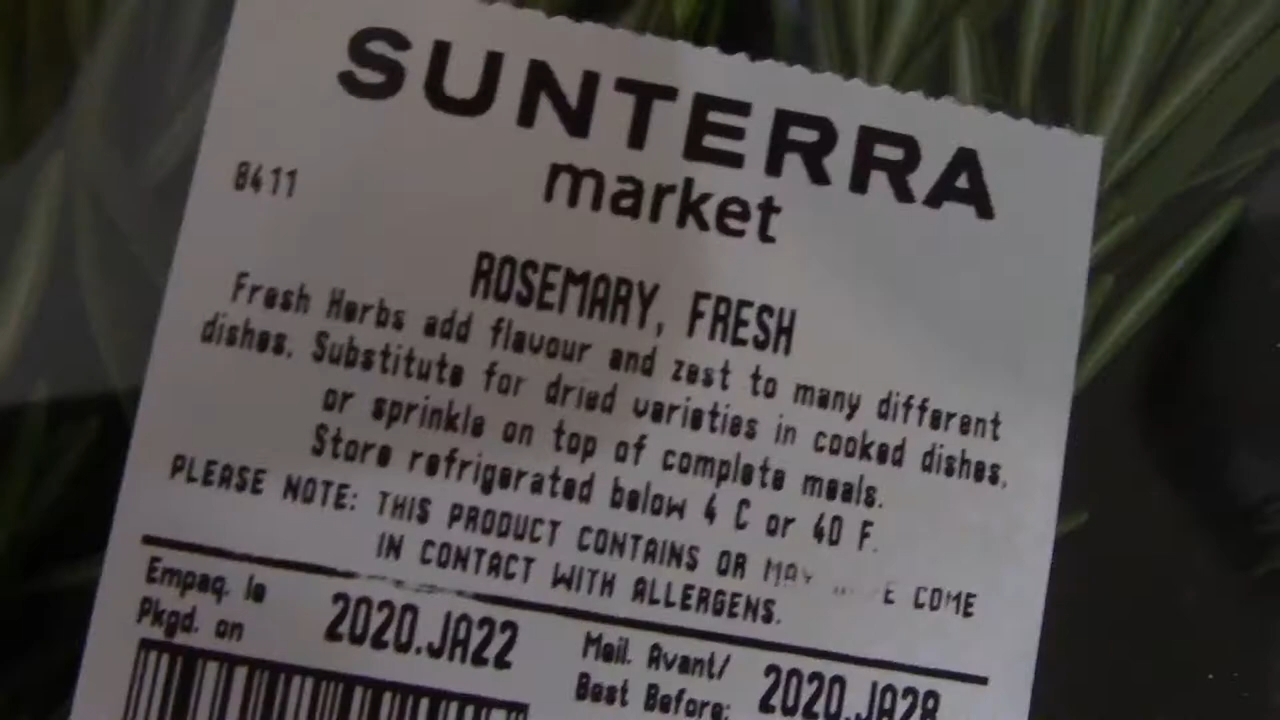 SUNTERRA
market
8411
ROSEMARY, FRESH
Fresh Herbs add flavour and zest to many different
dishes. Substitute for dried varieties in cooked dishes,
or sprinkle on top of complete meals.
Store refrigerated below 4 C or 40 F.
PLEASE NOTE: THIS PRODUCT CONTAINS OR MAY COME
IN CONTACT WITH ALLERGENS.
Empaq. le
Pkgd. on 2020.JA22
Meil. Avant/
Best Before: 2020.JA28